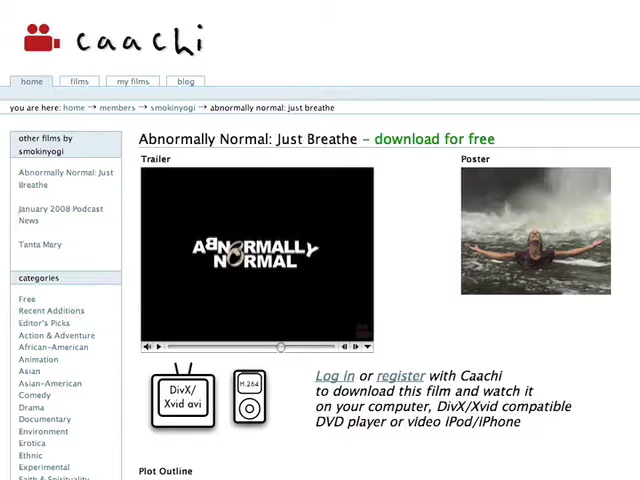 caachi
home films my films blog
you are here: home → members → smokinyogi → abnormally normal: just breathe
other films by
smokinyogi
Abnormally Normal: Just
Breathe
January 2008 Podcast
News
Tanta Mary
categories
Free
Recent Additions
Editor's Picks
Action & Adventure
African-American
Animation
Asian
Asian-American
Comedy
Drama
Documentary
Environment
Erotica
Ethnic
Experimental
Faith & Spirituality
Abnormally Normal: Just Breathe - download for free
Trailer
Poster
ABNORMALLY
NORMAL
DivX/
Xvid avi
H.264
Log in or register with Caachi
to download this film and watch it
on your computer, DivX/Xvid compatible
DVD player or video IPod/iPhone
Plot Outline